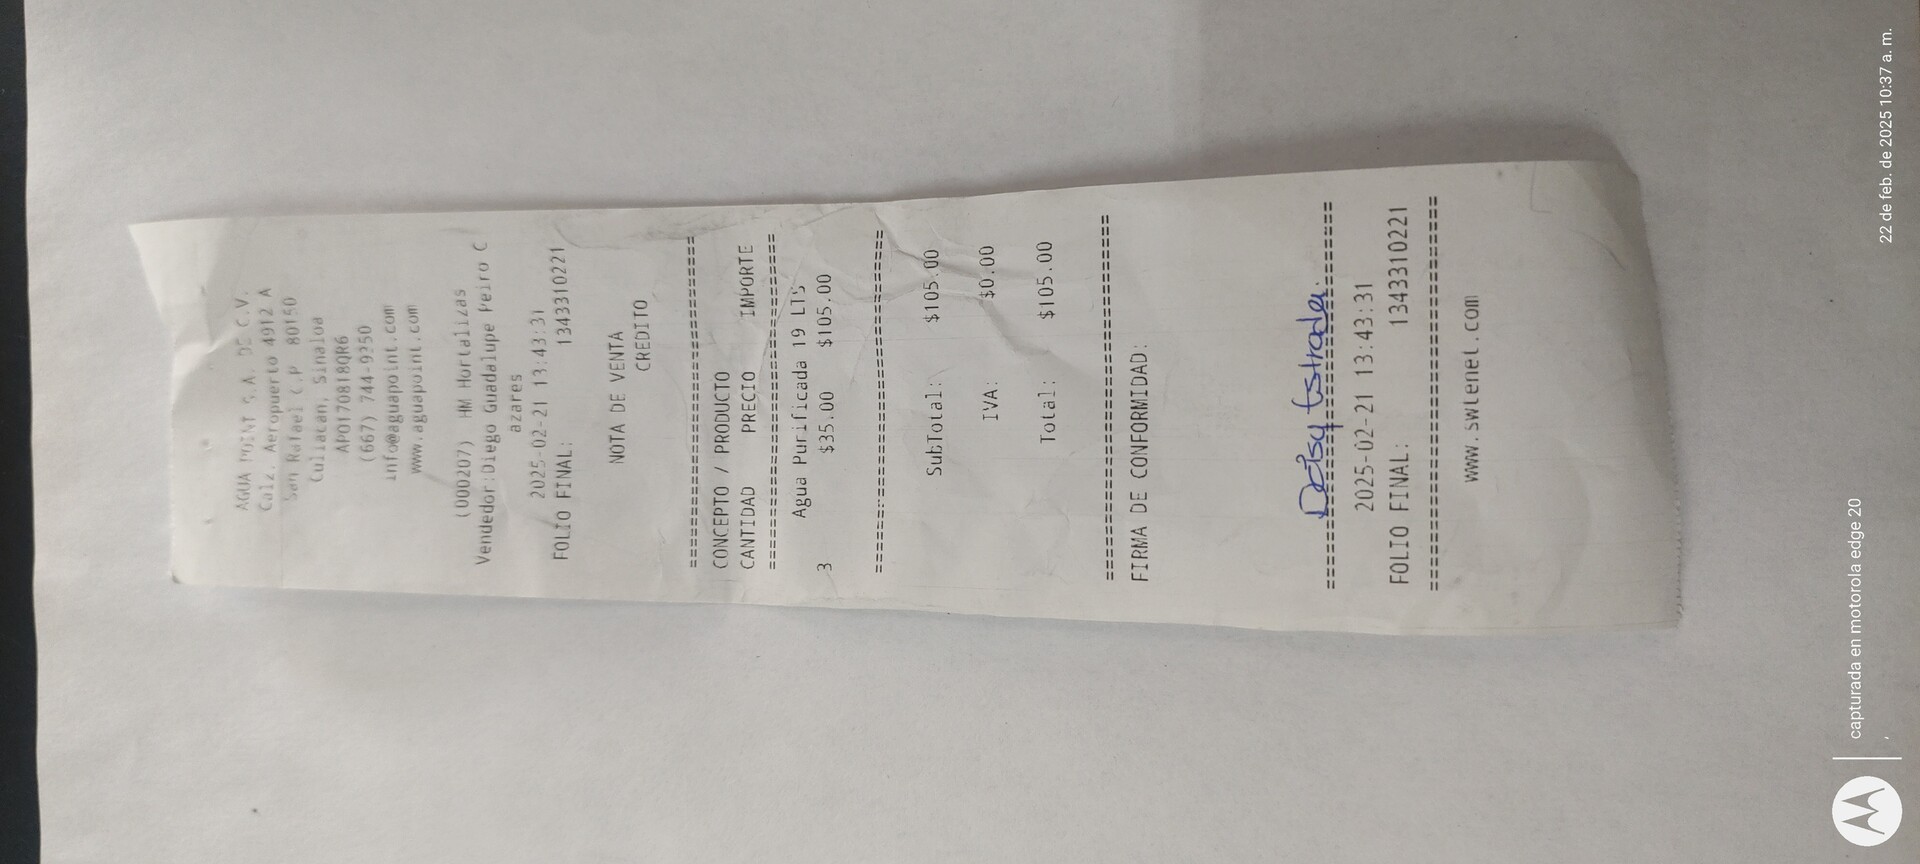 AGUA POINT S.A. DE C.V.
Calz. Aeropuerto 4912 A
San Rafael C.P 80150
Culiacan, Sinaloa
APO170818QR6
(667) 744-9250
info@aguapoint.com
www.aguapoint.com
(000207) HM Hortalizas
Vendedor:Diego Guadalupe Peiro C
azares
2025-02-21 13:43:31
FOLIO FINAL: 1343310221
NOTA DE VENTA
CREDITO
================================
CONCEPTO / PRODUCTO
CANTIDAD PRECIO IMPORTE
================================
Agua Purificada 19 LTS
3 $35.00 $105.00
================================
SubTotal: $105.00
IVA: $0.00
Total: $105.00
================================
FIRMA DE CONFORMIDAD:
Deisy Estrada.
================================
2025-02-21 13:43:31
FOLIO FINAL: 1343310221
================================
www.swlenet.com
capturada en motorola edge 20
22 de feb. de 2025 10:37 a. m.